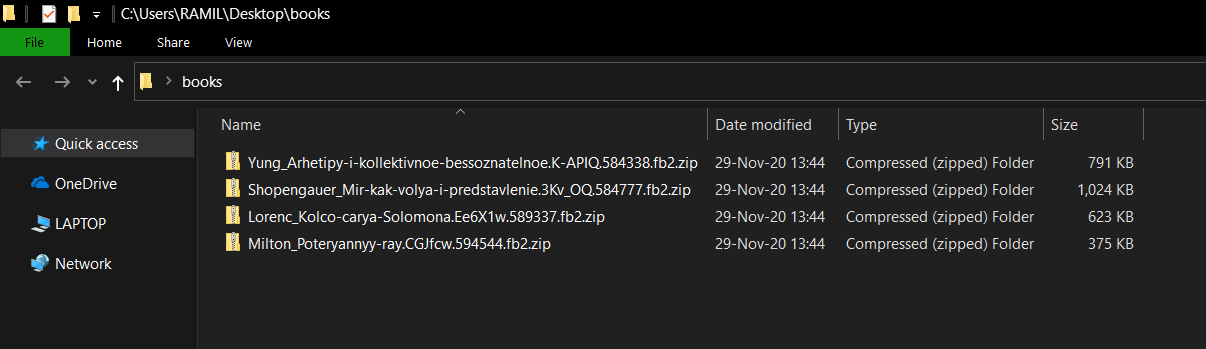 C:\Users\RAMIL\Desktop\books
File Home Share View
books
Name Date modified Type Size
Quick access
OneDrive
LAPTOP
Network
Yung_Arhetipy-i-kollektivnoe-bessoznatelnoe.K-APIQ.584338.fb2.zip 29-Nov-20 13:44 Compressed (zipped) Folder 791 KB
Shopengauer_Mir-kak-volya-i-predstavlenie.3Kv_OQ.584777.fb2.zip 29-Nov-20 13:44 Compressed (zipped) Folder 1,024 KB
Lorenc_Kolco-carya-Solomona.Ee6X1w.589337.fb2.zip 29-Nov-20 13:44 Compressed (zipped) Folder 623 KB
Milton_Poteryannyy-ray.CGJfcw.594544.fb2.zip 29-Nov-20 13:44 Compressed (zipped) Folder 375 KB